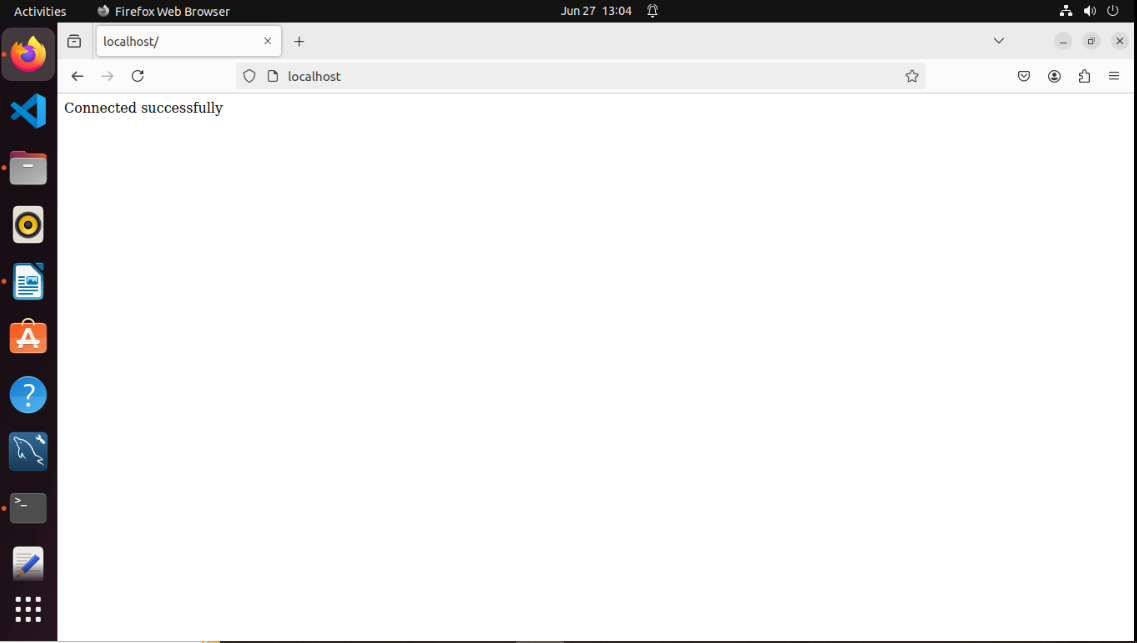 Activities
Firefox Web Browser
Jun 27 13:04
localhost/
localhost
Connected successfully